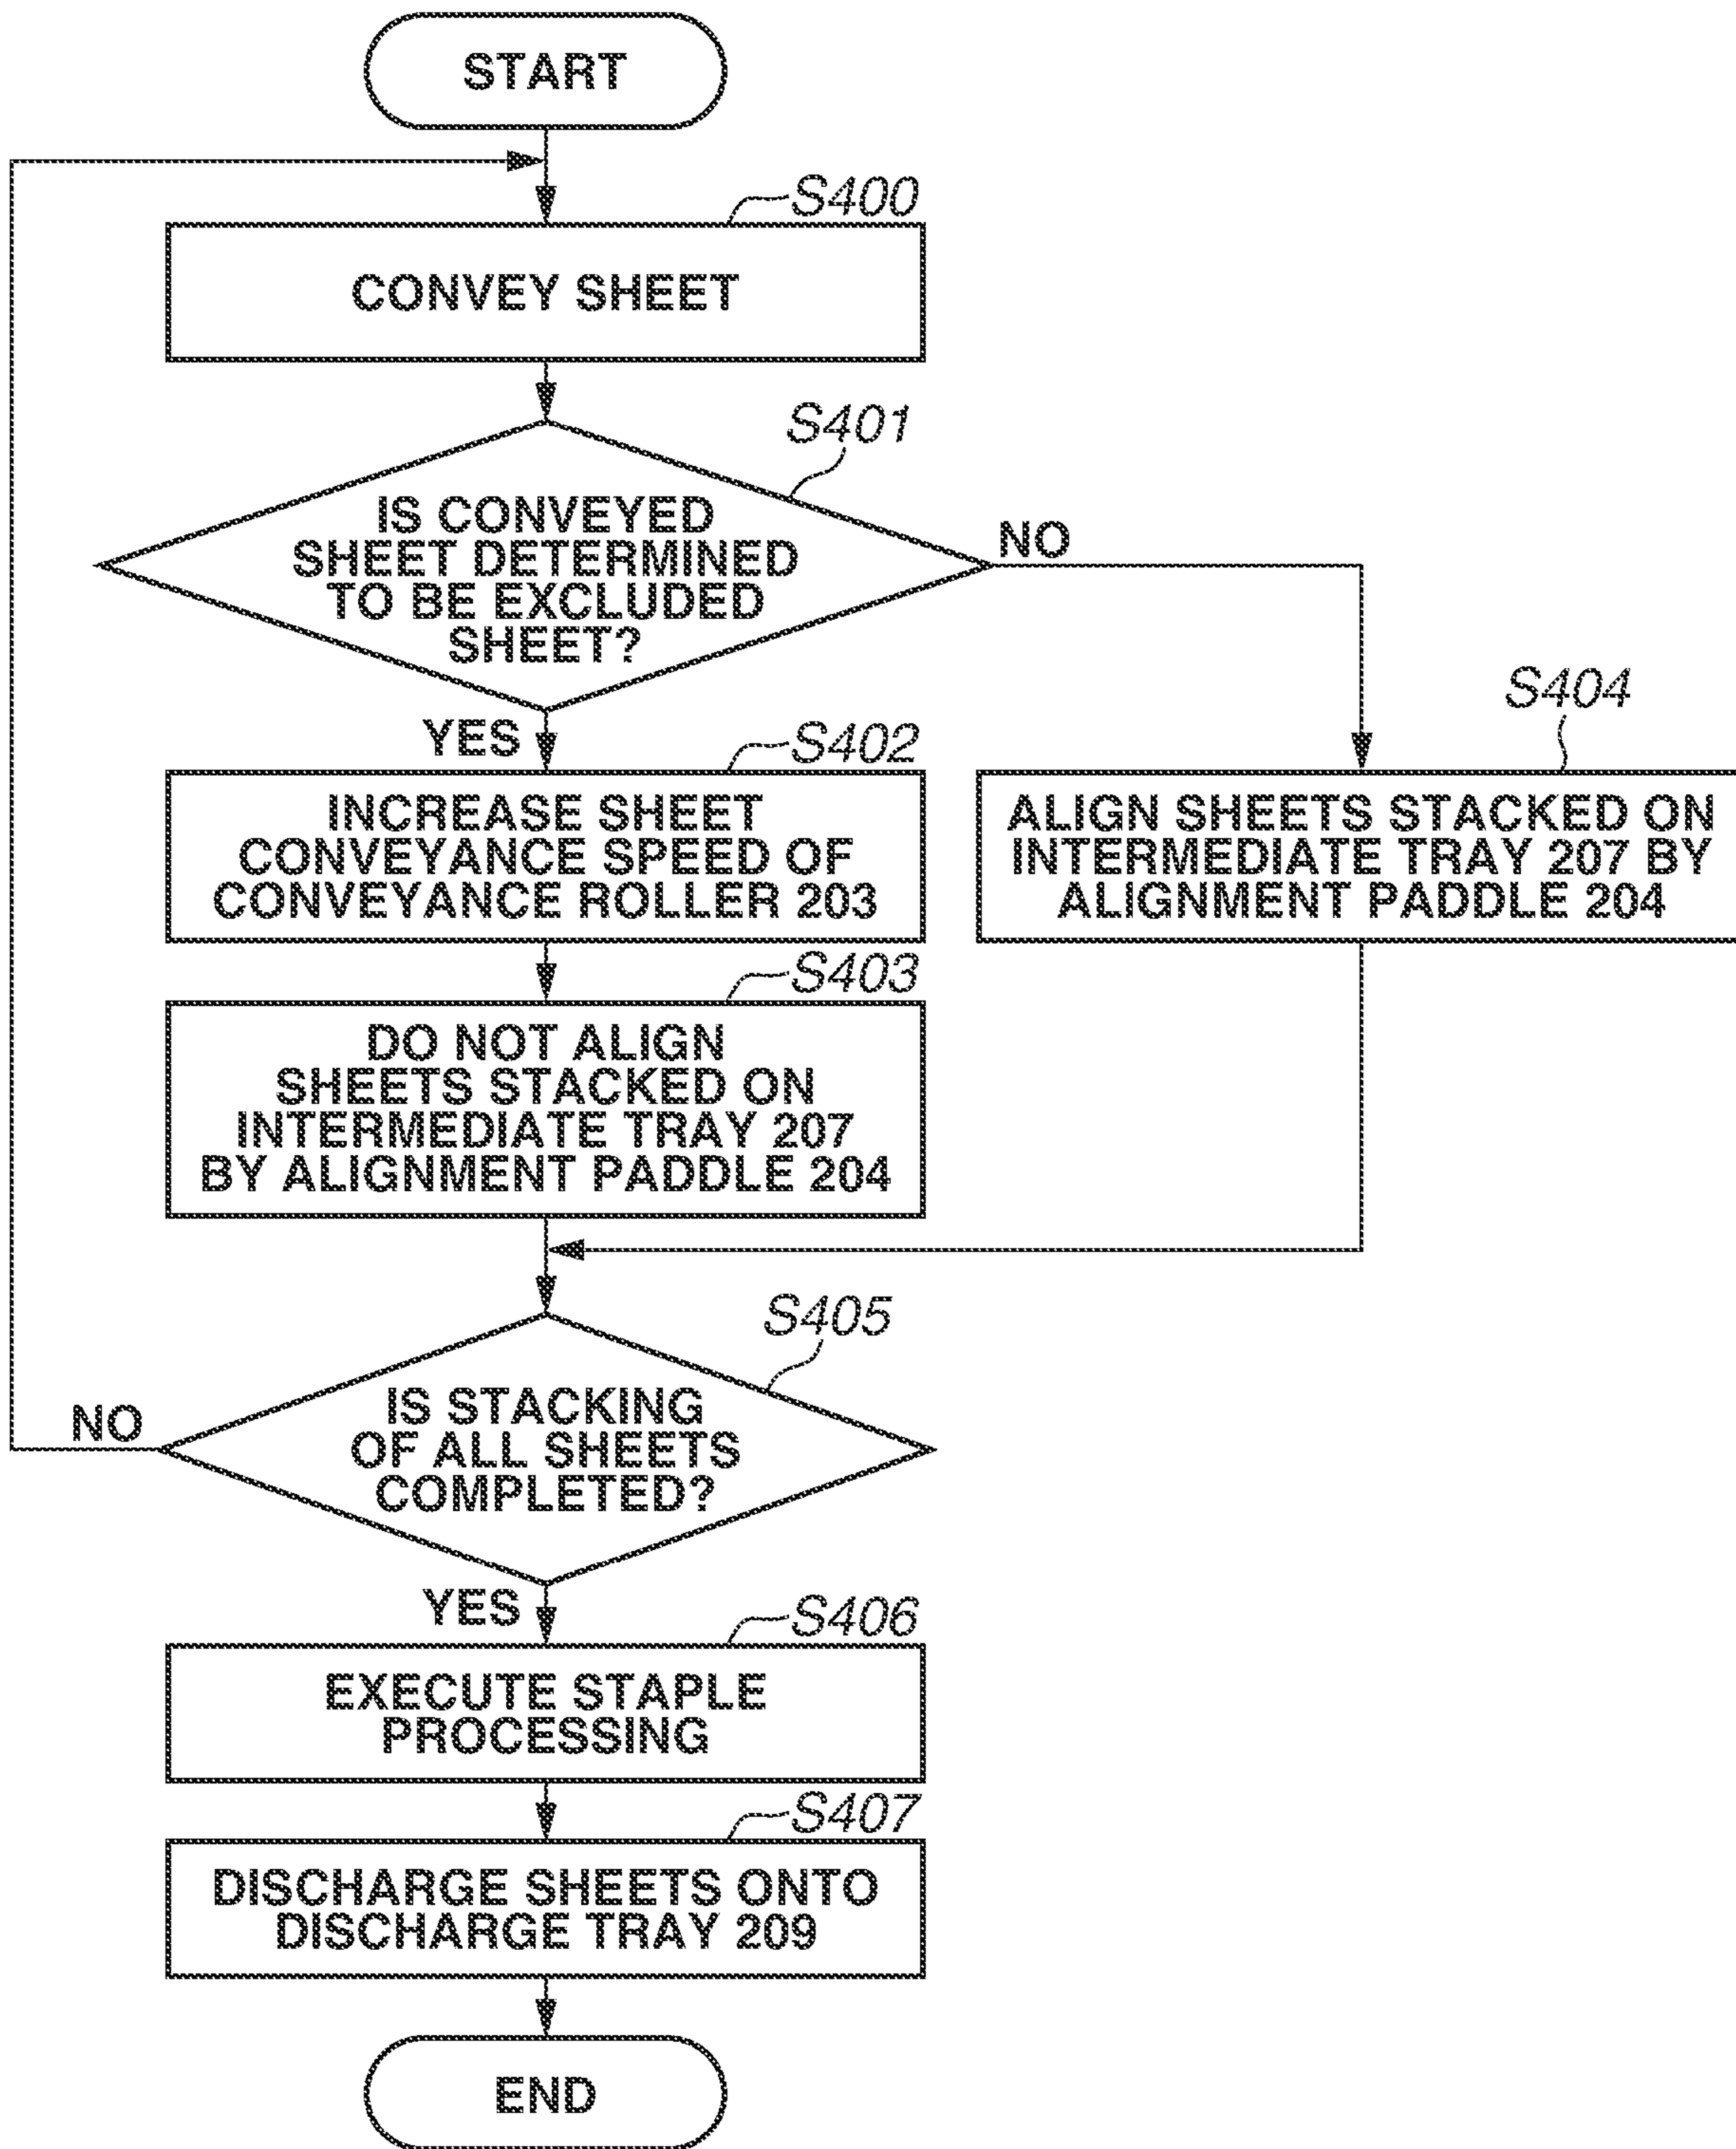 START
S400
CONVEY SHEET
S401
IS CONVEYED
SHEET DETERMINED
TO BE EXCLUDED
SHEET?
NO
YES
S402
INCREASE SHEET
CONVEYANCE SPEED OF
CONVEYANCE ROLLER 203
S404
ALIGN SHEETS STACKED ON
INTERMEDIATE TRAY 207 BY
ALIGNMENT PADDLE 204
S403
DO NOT ALIGN
SHEETS STACKED ON
INTERMEDIATE TRAY 207
BY ALIGNMENT PADDLE 204
S405
IS STACKING
OF ALL SHEETS
COMPLETED?
NO
YES
S406
EXECUTE STAPLE
PROCESSING
S407
DISCHARGE SHEETS ONTO
DISCHARGE TRAY 209
END